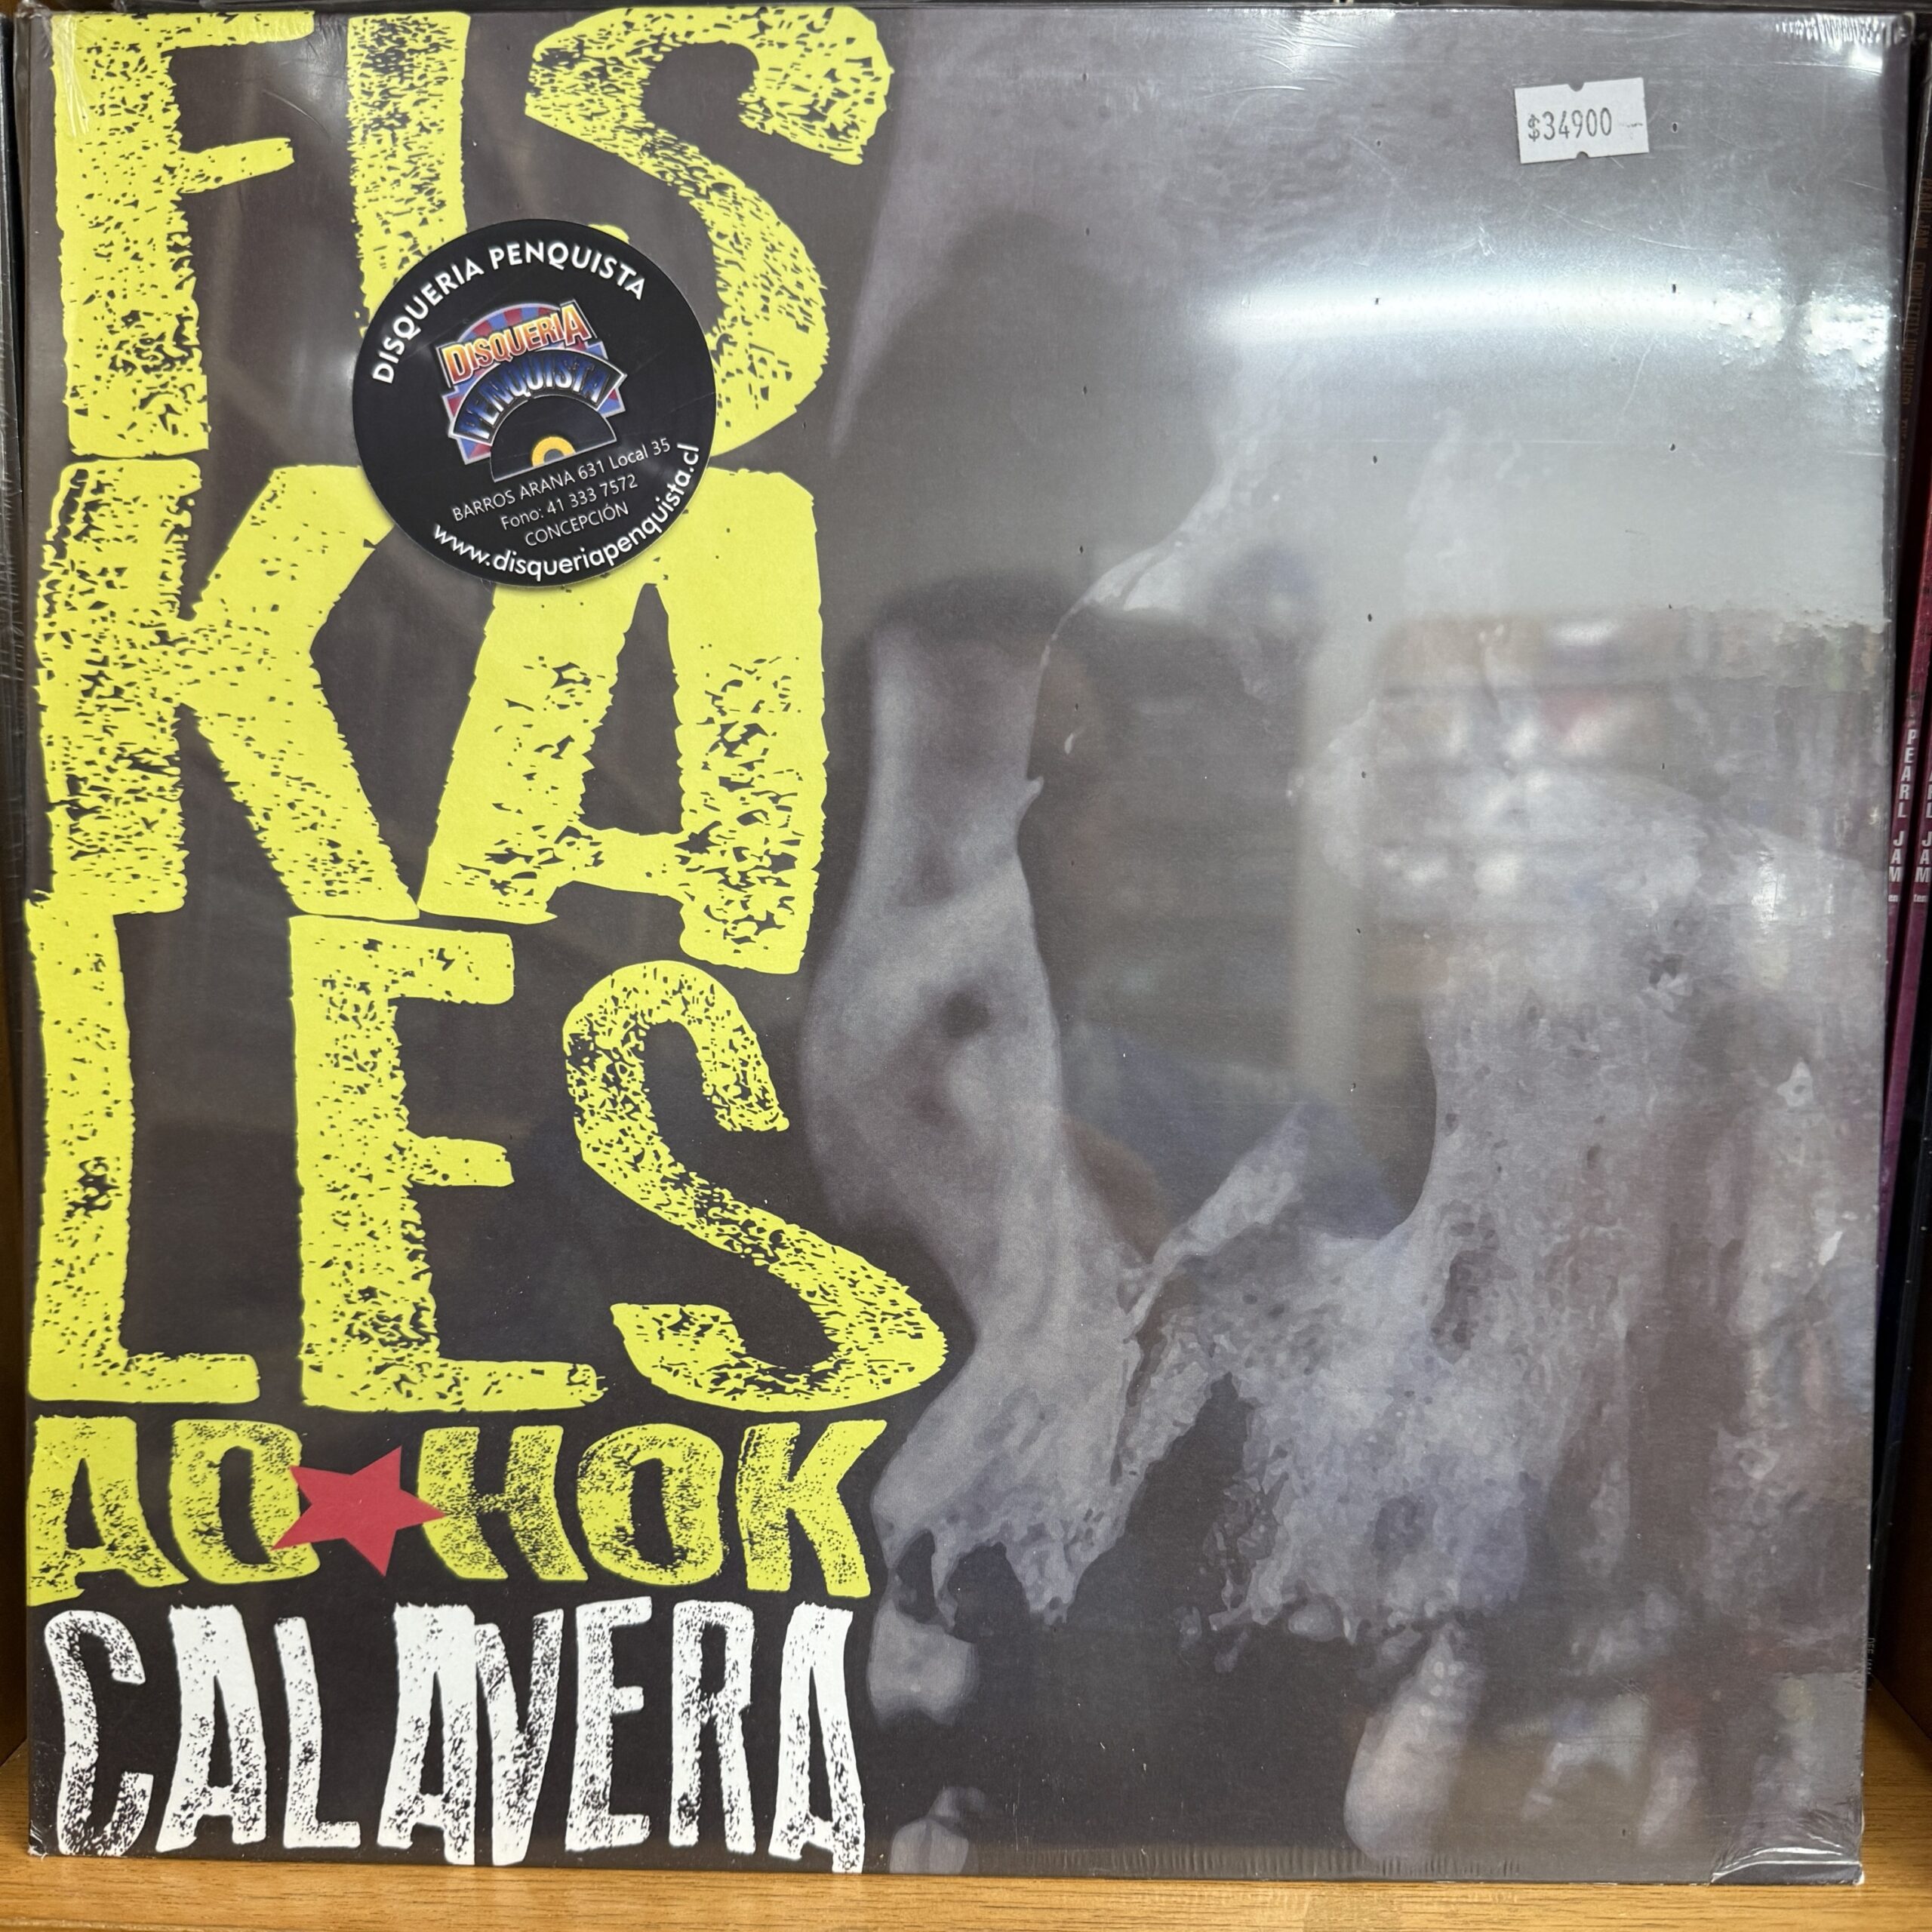 FIS
KA
LES
AD★HOK
CALAVERA
$34900
DISQUERIA PENQUISTA
DISQUERIA
PENQUISTA
BARROS ARANA 631 Local 35
Fono: 41 333 7572
CONCEPCIÓN
www.disqueriapenquista.cl
PEARL JAM